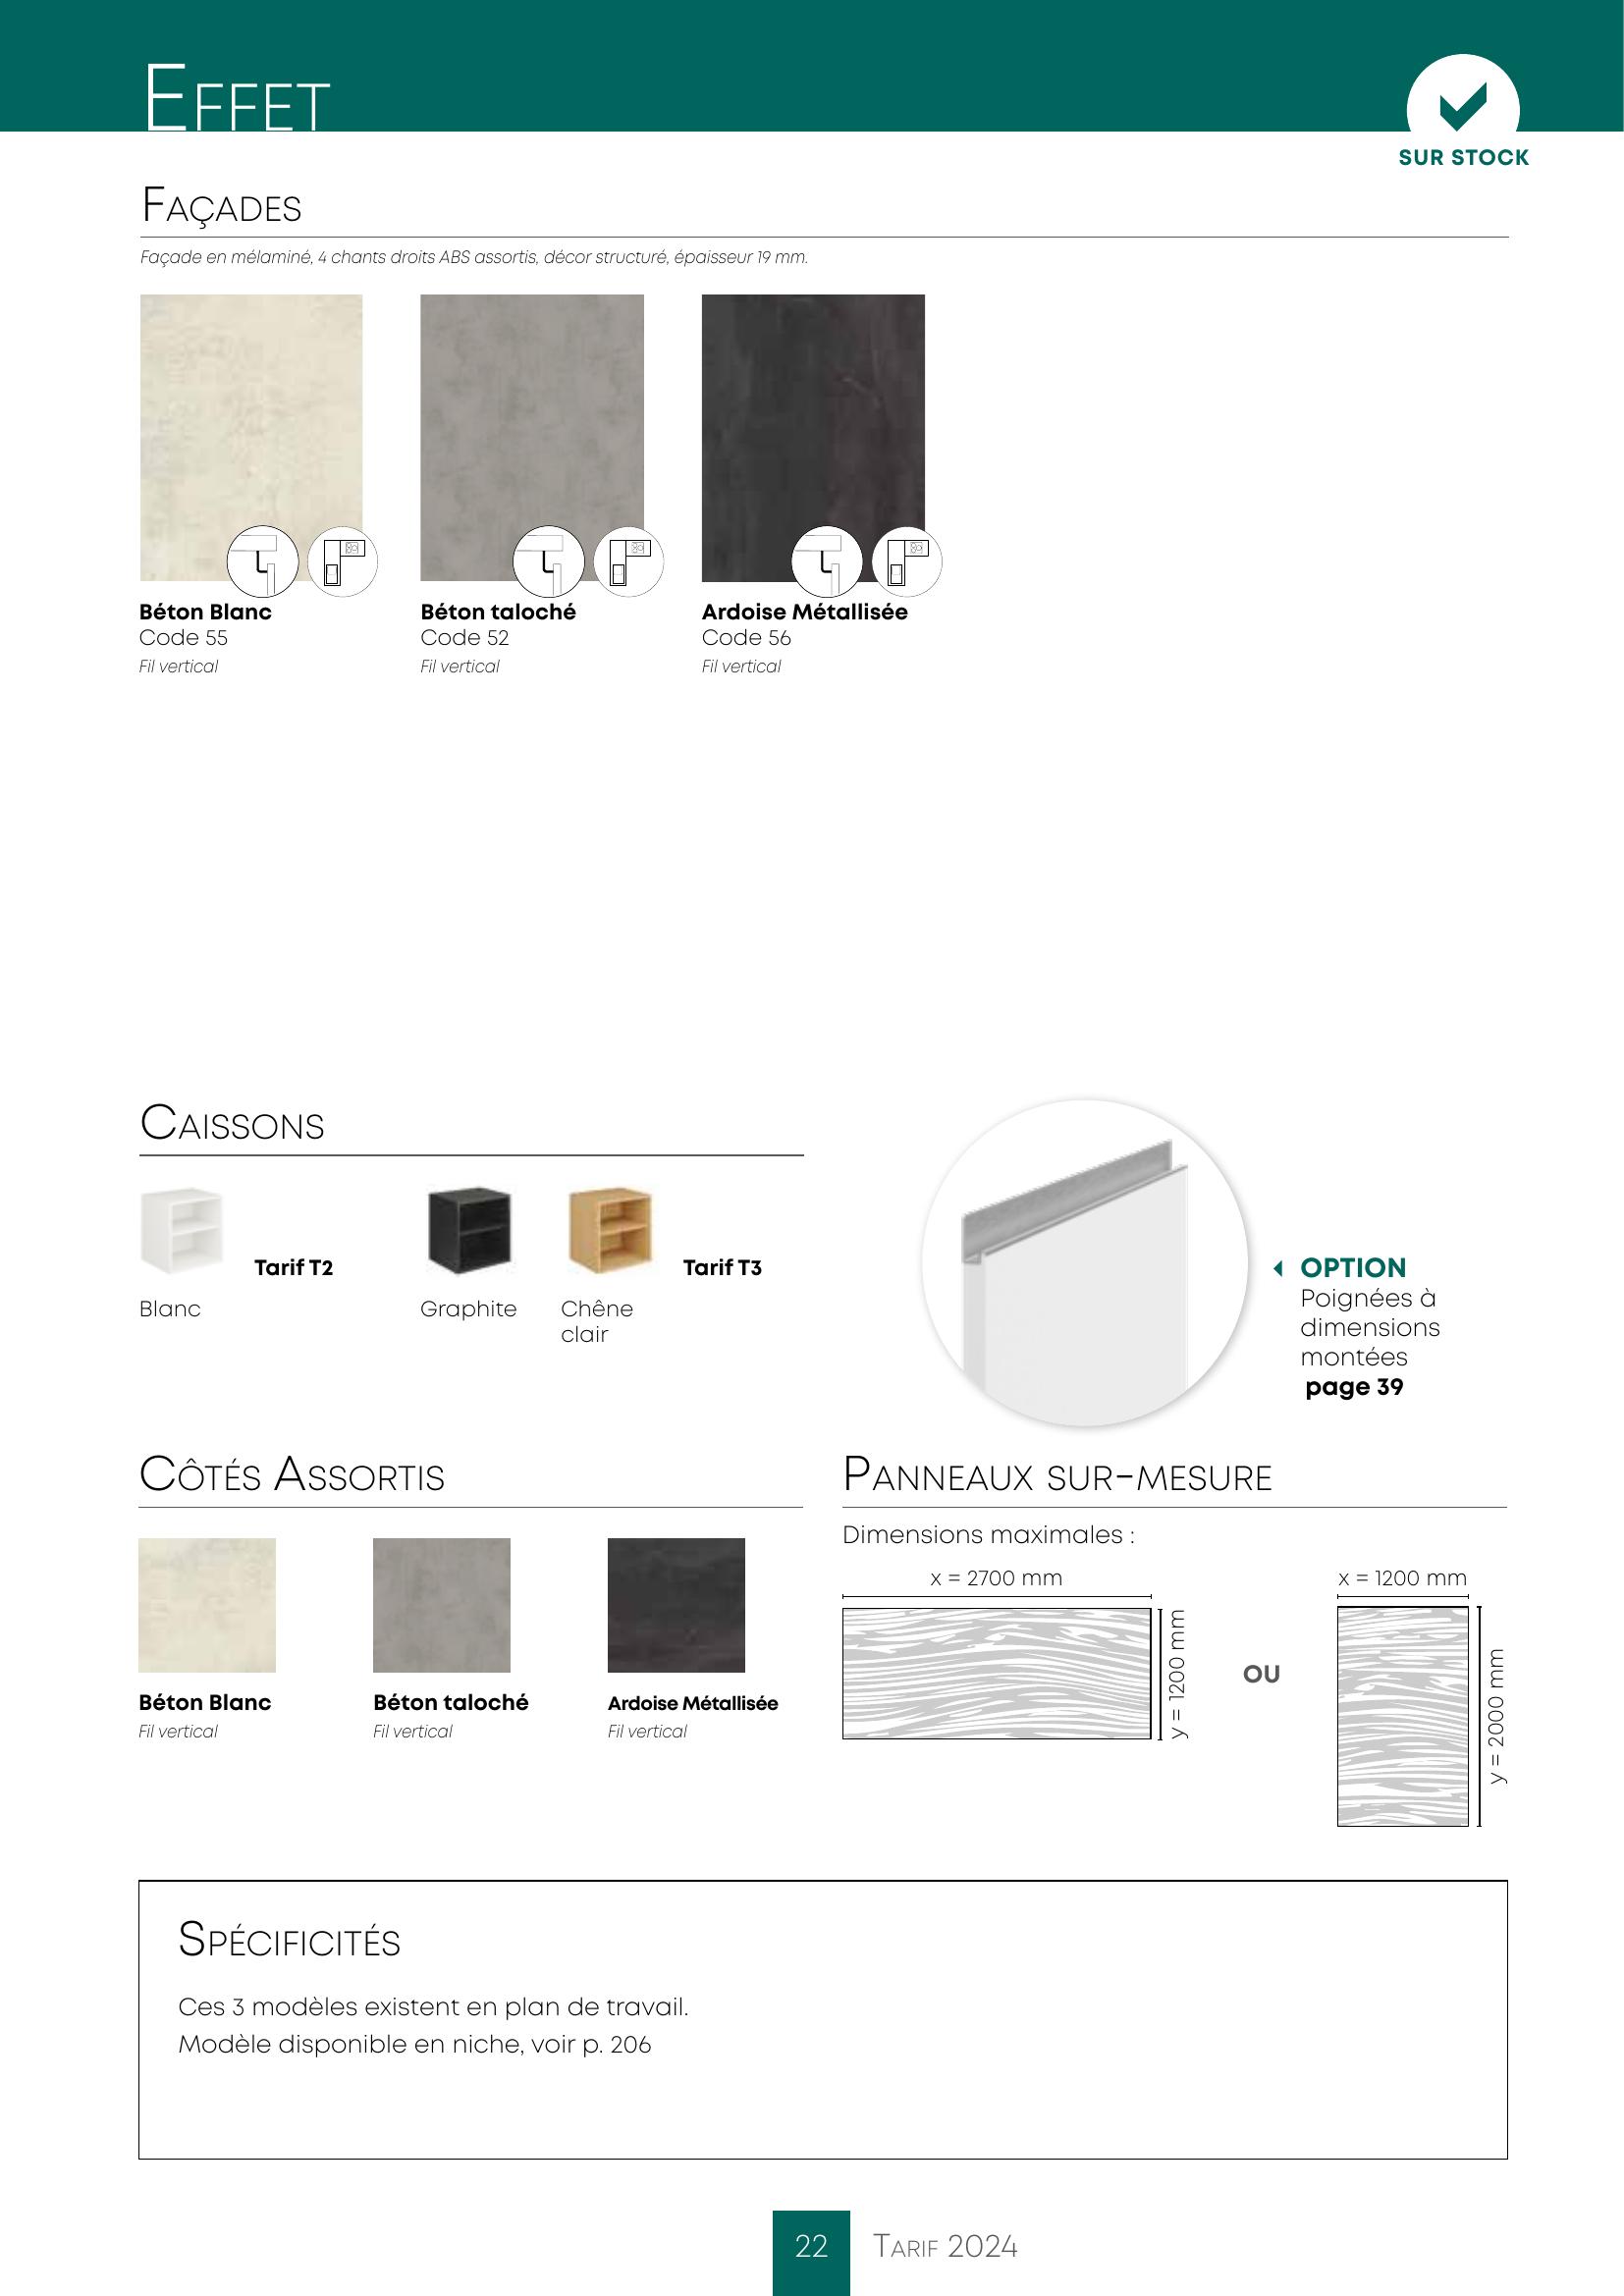 Effet
SUR STOCK
Façades
Façade en mélaminé, 4 chants droits ABS assortis, décor structuré, épaisseur 19 mm.
Béton Blanc
Code 55
Fil vertical
Béton taloché
Code 52
Fil vertical
Ardoise Métallisée
Code 56
Fil vertical
Caissons
Tarif T2
Blanc
Graphite
Chêne
clair
Tarif T3
OPTION
Poignées à
dimensions
montées
page 39
Côtés Assortis
Béton Blanc
Fil vertical
Béton taloché
Fil vertical
Ardoise Métallisée
Fil vertical
Panneaux sur-mesure
Dimensions maximales :
x = 2700 mm
y = 1200 mm
OU
x = 1200 mm
y = 2000 mm
Spécificités
Ces 3 modèles existent en plan de travail.
Modèle disponible en niche, voir p. 206
22
Tarif 2024